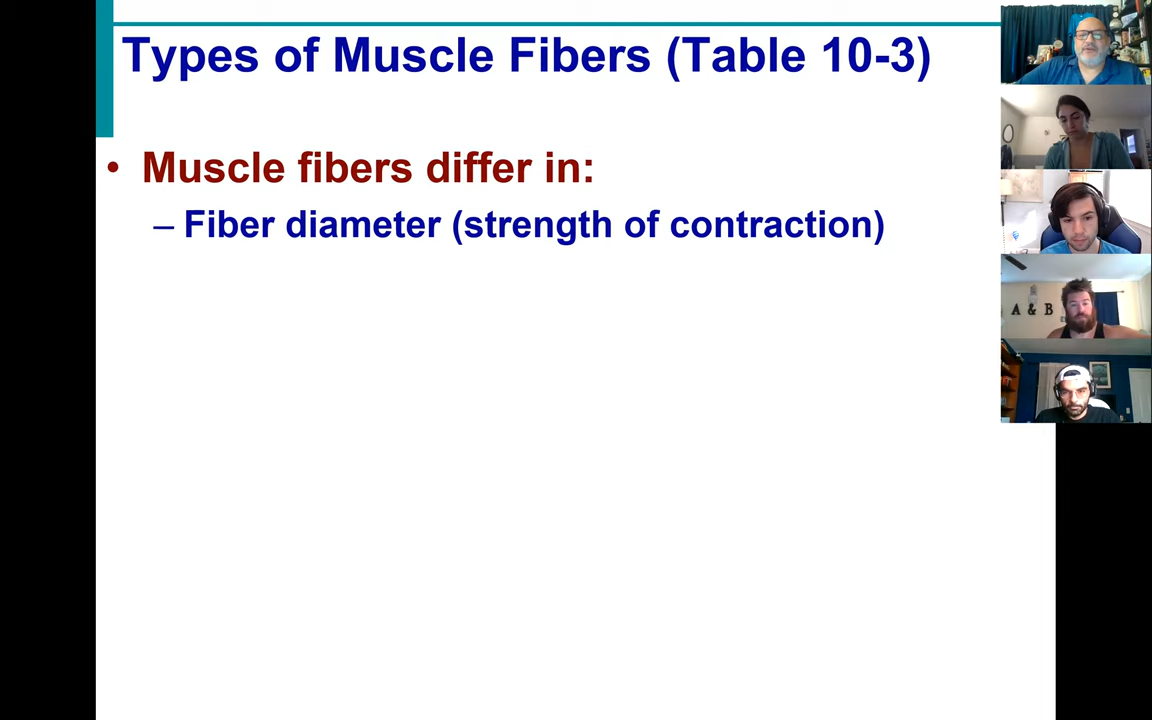 Types of Muscle Fibers (Table 10-3)
• Muscle fibers differ in:
– Fiber diameter (strength of contraction)
A & B